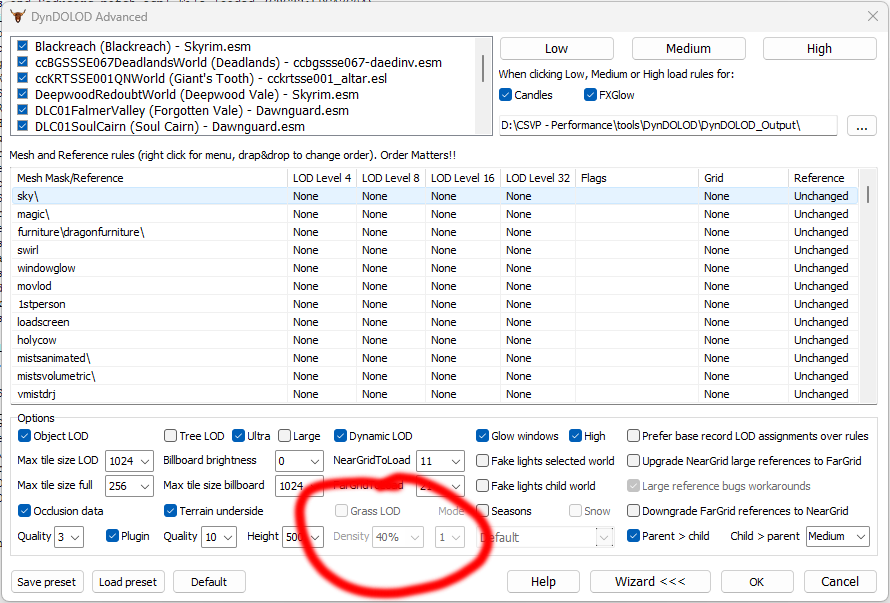 DynDOLOD Advanced
Blackreach (Blackreach) - Skyrim.esm
ccBGSSSE067DeadlandsWorld (Deadlands) - ccbgssse067-daedinv.esm
ccKRTSSE001QNWorld (Giant's Tooth) - cckrtsse001_altar.esl
DeepwoodRedoubtWorld (Deepwood Vale) - Skyrim.esm
DLC01FalmerValley (Forgotten Vale) - Dawnguard.esm
DLC01SoulCairn (Soul Cairn) - Dawnguard.esm
Low Medium High
When clicking Low, Medium or High load rules for:
Candles FXGlow
D:\CSVP - Performance\tools\DynDOLOD\DynDOLOD_Output\ ...
Mesh and Reference rules (right click for menu, drap&drop to change order). Order Matters!!
Mesh Mask/Reference LOD Level 4 LOD Level 8 LOD Level 16 LOD Level 32 Flags Grid Reference
sky\ None None None None None Unchanged
magic\ None None None None None Unchanged
furniture\dragonfurniture\ None None None None None Unchanged
swirl None None None None None Unchanged
windowglow None None None None None Unchanged
movlod None None None None None Unchanged
1stperson None None None None None Unchanged
loadscreen None None None None None Unchanged
holycow None None None None None Unchanged
mistsanimated\ None None None None None Unchanged
mistsvolumetric\ None None None None None Unchanged
vmistdrj None None None None None Unchanged
Options
Object LOD Tree LOD Ultra Large Dynamic LOD Glow windows High Prefer base record LOD assignments over rules
Max tile size LOD 1024 Billboard brightness 0 NearGridToLoad 11 Fake lights selected world Upgrade NearGrid large references to FarGrid
Max tile size full 256 Max tile size billboard 1024 Fake lights child world Large reference bugs workarounds
Occlusion data Terrain underside Grass LOD Mode Seasons Snow Downgrade FarGrid references to NearGrid
Quality 3 Plugin Quality 10 Height 500 Density 40% 1 Default Parent > child Child > parent Medium
Save preset Load preset Default Help Wizard <<< OK Cancel